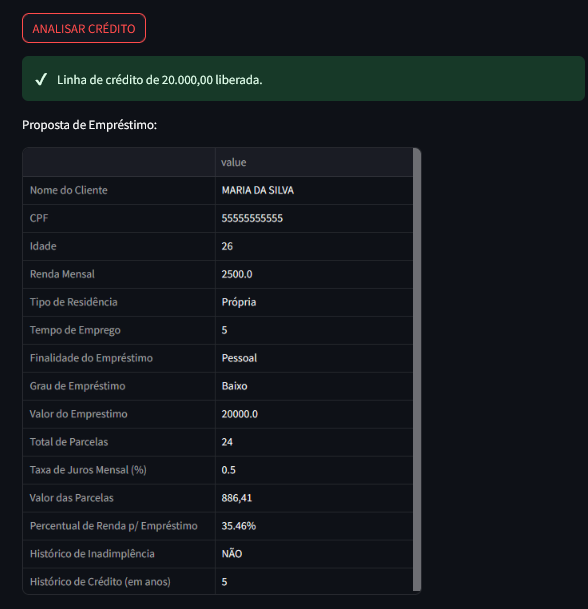 ANALISAR CRÉDITO
✓ Linha de crédito de 20.000,00 liberada.
Proposta de Empréstimo:
value
Nome do Cliente MARIA DA SILVA
CPF 55555555555
Idade 26
Renda Mensal 2500.0
Tipo de Residência Própria
Tempo de Emprego 5
Finalidade do Empréstimo Pessoal
Grau de Empréstimo Baixo
Valor do Emprestimo 20000.0
Total de Parcelas 24
Taxa de Juros Mensal (%) 0.5
Valor das Parcelas 886,41
Percentual de Renda p/ Empréstimo 35.46%
Histórico de Inadimplência NÃO
Histórico de Crédito (em anos) 5